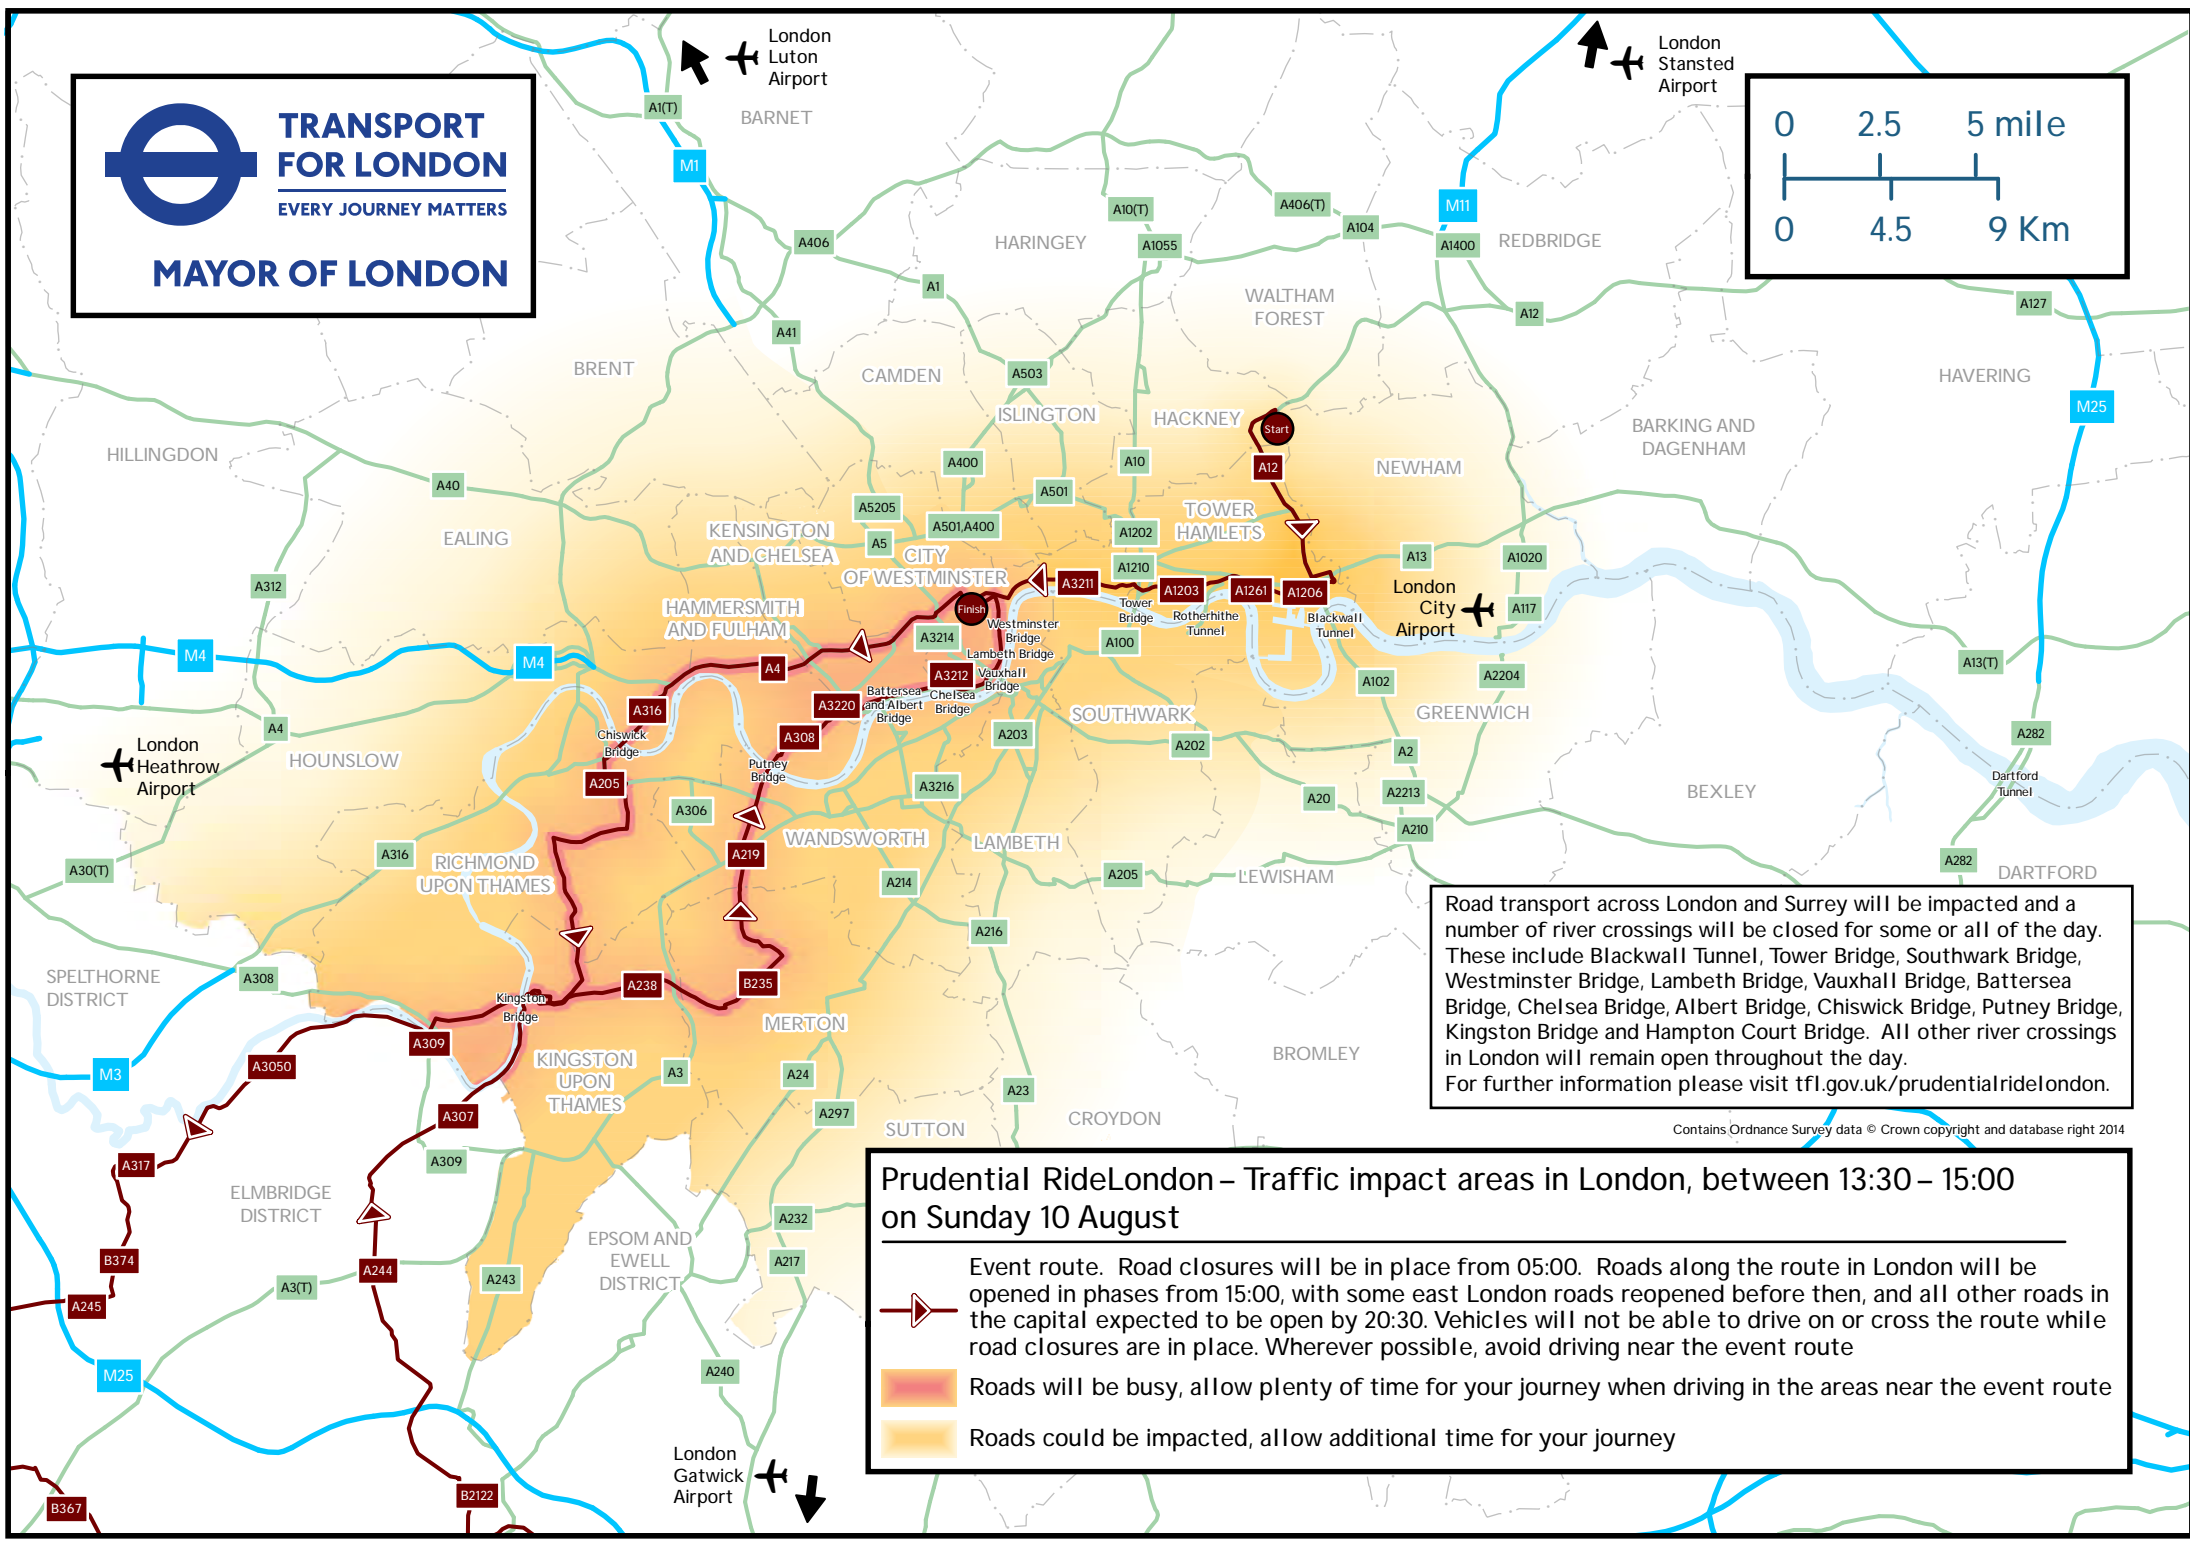 London
Luton
Airport
London
Stansted
Airport
TRANSPORT
FOR LONDON
EVERY JOURNEY MATTERS
MAYOR OF LONDON
0 2.5 5 mile
0 4.5 9 Km
A1(T)
BARNET
M1
A10(T)
A406(T)
M11
A104
A406
HARINGEY
A1055
A1400
REDBRIDGE
A1
WALTHAM
FOREST
A12
A127
A41
BRENT
CAMDEN
A503
HAVERING
M25
ISLINGTON
HACKNEY
Start
BARKING AND
DAGENHAM
HILLINGDON
A400
A10
A12
NEWHAM
A40
A501
A5205
TOWER
HAMLETS
EALING
KENSINGTON
AND CHELSEA
A501,A400
A5
A1202
CITY
OF WESTMINSTER
A1210
A13
A1020
A312
A3211
A1203
A1261
A1206
London
City
Airport
A117
HAMMERSMITH
AND FULHAM
Finish
Tower
Bridge
Rotherhithe
Tunnel
Blackwall
Tunnel
A3214
Westminster
Bridge
A100
M4
M4
A4
Lambeth Bridge
A3212
Vauxhall
Bridge
A13(T)
A102
A2204
A316
A3220
Battersea
and Albert
Bridge
Chelsea
Bridge
SOUTHWARK
GREENWICH
A4
Chiswick
Bridge
A308
A203
A202
A2
A282
London
Heathrow
Airport
HOUNSLOW
Putney
Bridge
A205
A3216
A20
A2213
Dartford
Tunnel
BEXLEY
A306
A210
WANDSWORTH
LAMBETH
A316
A219
A30(T)
RICHMOND
UPON THAMES
A214
A205
LEWISHAM
A282
DARTFORD
A216
Road transport across London and Surrey will be impacted and a
number of river crossings will be closed for some or all of the day.
These include Blackwall Tunnel, Tower Bridge, Southwark Bridge,
Westminster Bridge, Lambeth Bridge, Vauxhall Bridge, Battersea
Bridge, Chelsea Bridge, Albert Bridge, Chiswick Bridge, Putney Bridge,
Kingston Bridge and Hampton Court Bridge. All other river crossings
in London will remain open throughout the day.
For further information please visit tfl.gov.uk/prudentialridelondon.
SPELTHORNE
DISTRICT
A308
A238
B235
Kingston
Bridge
MERTON
A309
A3050
M3
KINGSTON
UPON
THAMES
A3
A24
A23
BROMLEY
A307
A297
SUTTON
CROYDON
Contains Ordnance Survey data © Crown copyright and database right 2014
A317
A309
ELMBRIDGE
DISTRICT
A232
B374
A244
A243
EPSOM AND
EWELL
DISTRICT
A217
A3(T)
A245
M25
A240
London
Gatwick
Airport
B367
B2122
Prudential RideLondon – Traffic impact areas in London, between 13:30 – 15:00
on Sunday 10 August
Event route. Road closures will be in place from 05:00. Roads along the route in London will be
opened in phases from 15:00, with some east London roads reopened before then, and all other roads in
the capital expected to be open by 20:30. Vehicles will not be able to drive on or cross the route while
road closures are in place. Wherever possible, avoid driving near the event route
Roads will be busy, allow plenty of time for your journey when driving in the areas near the event route
Roads could be impacted, allow additional time for your journey